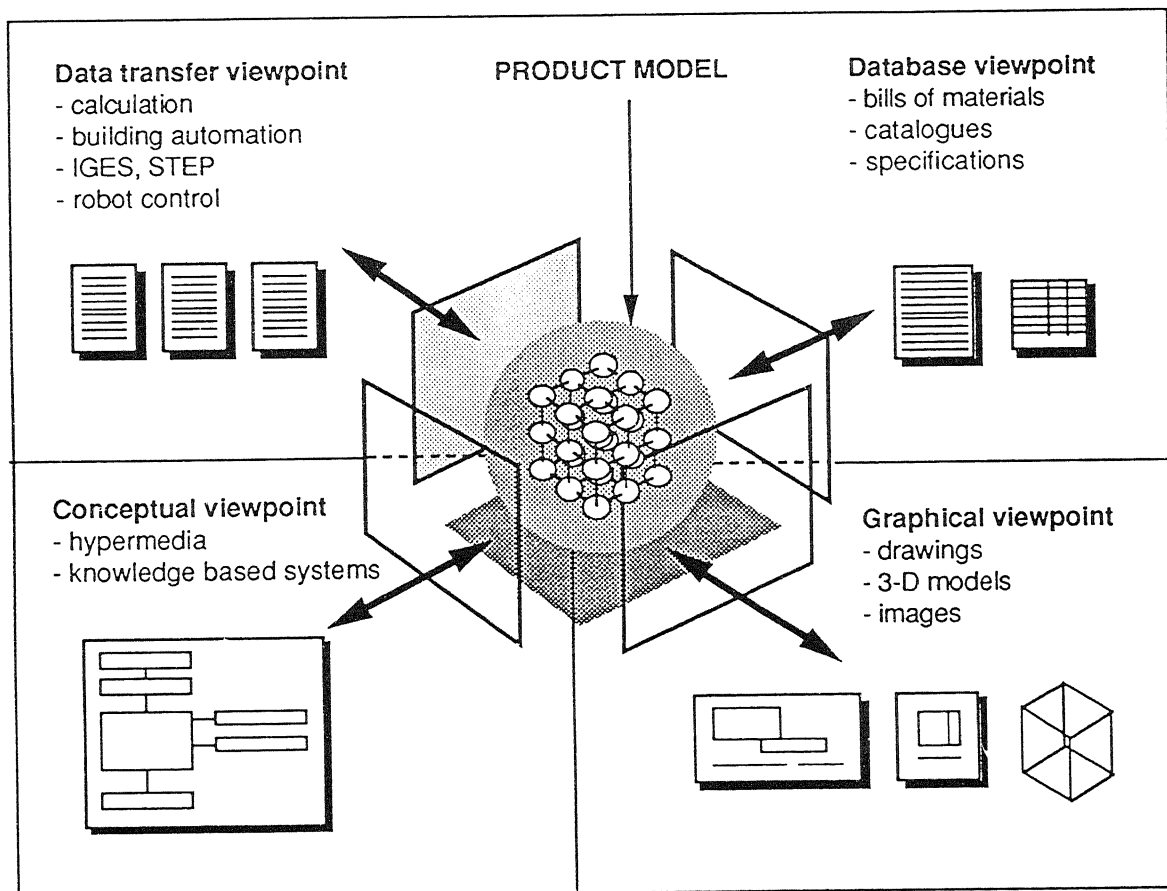 Data transfer viewpoint
- calculation
- building automation
- IGES, STEP
- robot control
PRODUCT MODEL
Database viewpoint
- bills of materials
- catalogues
- specifications
Conceptual viewpoint
- hypermedia
- knowledge based systems
Graphical viewpoint
- drawings
- 3-D models
- images